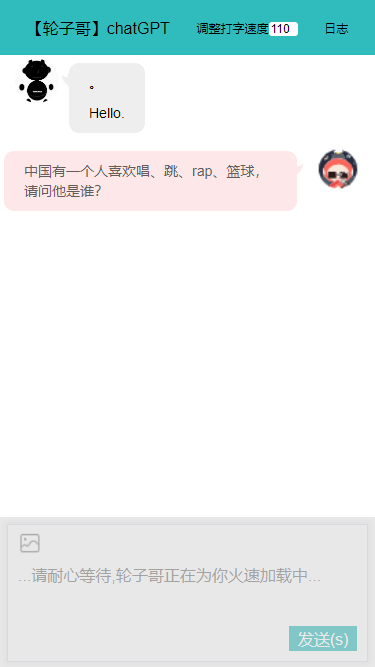 【轮子哥】chatGPT 调整打字速度 110 日志
。
Hello.
中国有一个人喜欢唱、跳、rap、篮球，
请问他是谁?
...请耐心等待,轮子哥正在为你火速加载中...
发送(s)